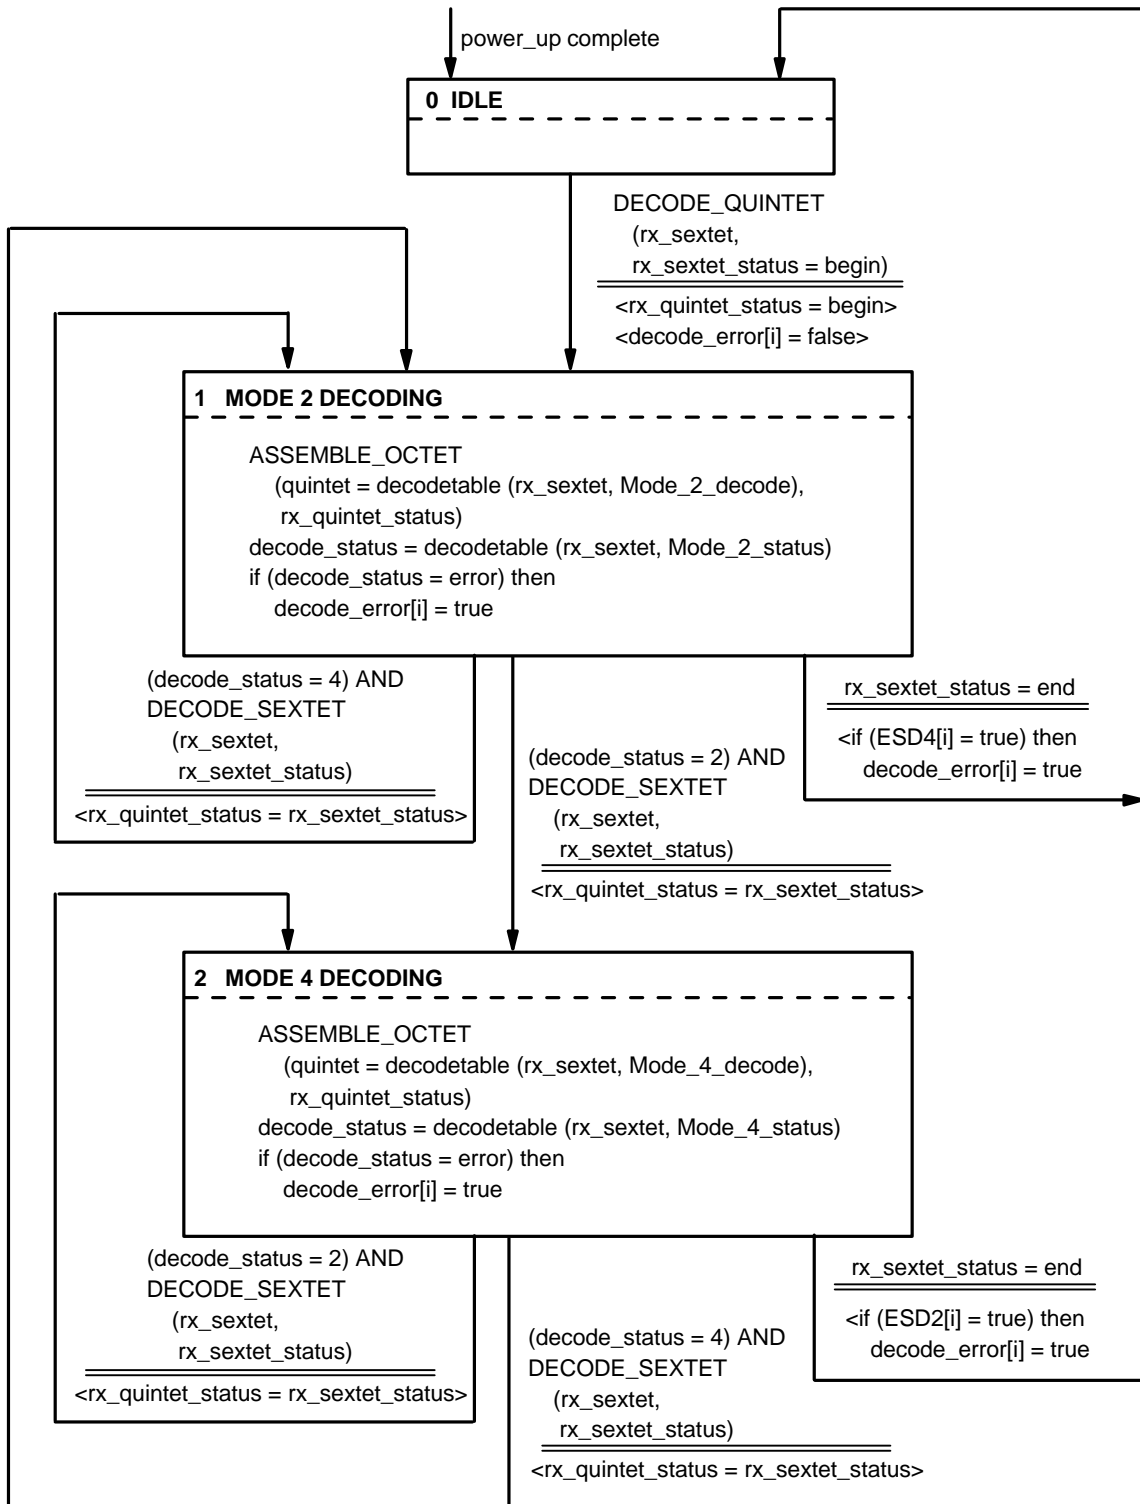 power_up complete
0 IDLE
DECODE_QUINTET
(rx_sextet,
rx_sextet_status = begin)
<rx_quintet_status = begin>
<decode_error[i] = false>
1 MODE 2 DECODING
ASSEMBLE_OCTET
(quintet = decodetable (rx_sextet, Mode_2_decode),
rx_quintet_status)
decode_status = decodetable (rx_sextet, Mode_2_status)
if (decode_status = error) then
decode_error[i] = true
(decode_status = 4) AND
DECODE_SEXTET
(rx_sextet,
rx_sextet_status)
<rx_quintet_status = rx_sextet_status>
(decode_status = 2) AND
DECODE_SEXTET
(rx_sextet,
rx_sextet_status)
<rx_quintet_status = rx_sextet_status>
rx_sextet_status = end
<if (ESD4[i] = true) then
decode_error[i] = true
2 MODE 4 DECODING
ASSEMBLE_OCTET
(quintet = decodetable (rx_sextet, Mode_4_decode),
rx_quintet_status)
decode_status = decodetable (rx_sextet, Mode_4_status)
if (decode_status = error) then
decode_error[i] = true
(decode_status = 2) AND
DECODE_SEXTET
(rx_sextet,
rx_sextet_status)
<rx_quintet_status = rx_sextet_status>
(decode_status = 4) AND
DECODE_SEXTET
(rx_sextet,
rx_sextet_status)
<rx_quintet_status = rx_sextet_status>
rx_sextet_status = end
<if (ESD2[i] = true) then
decode_error[i] = true